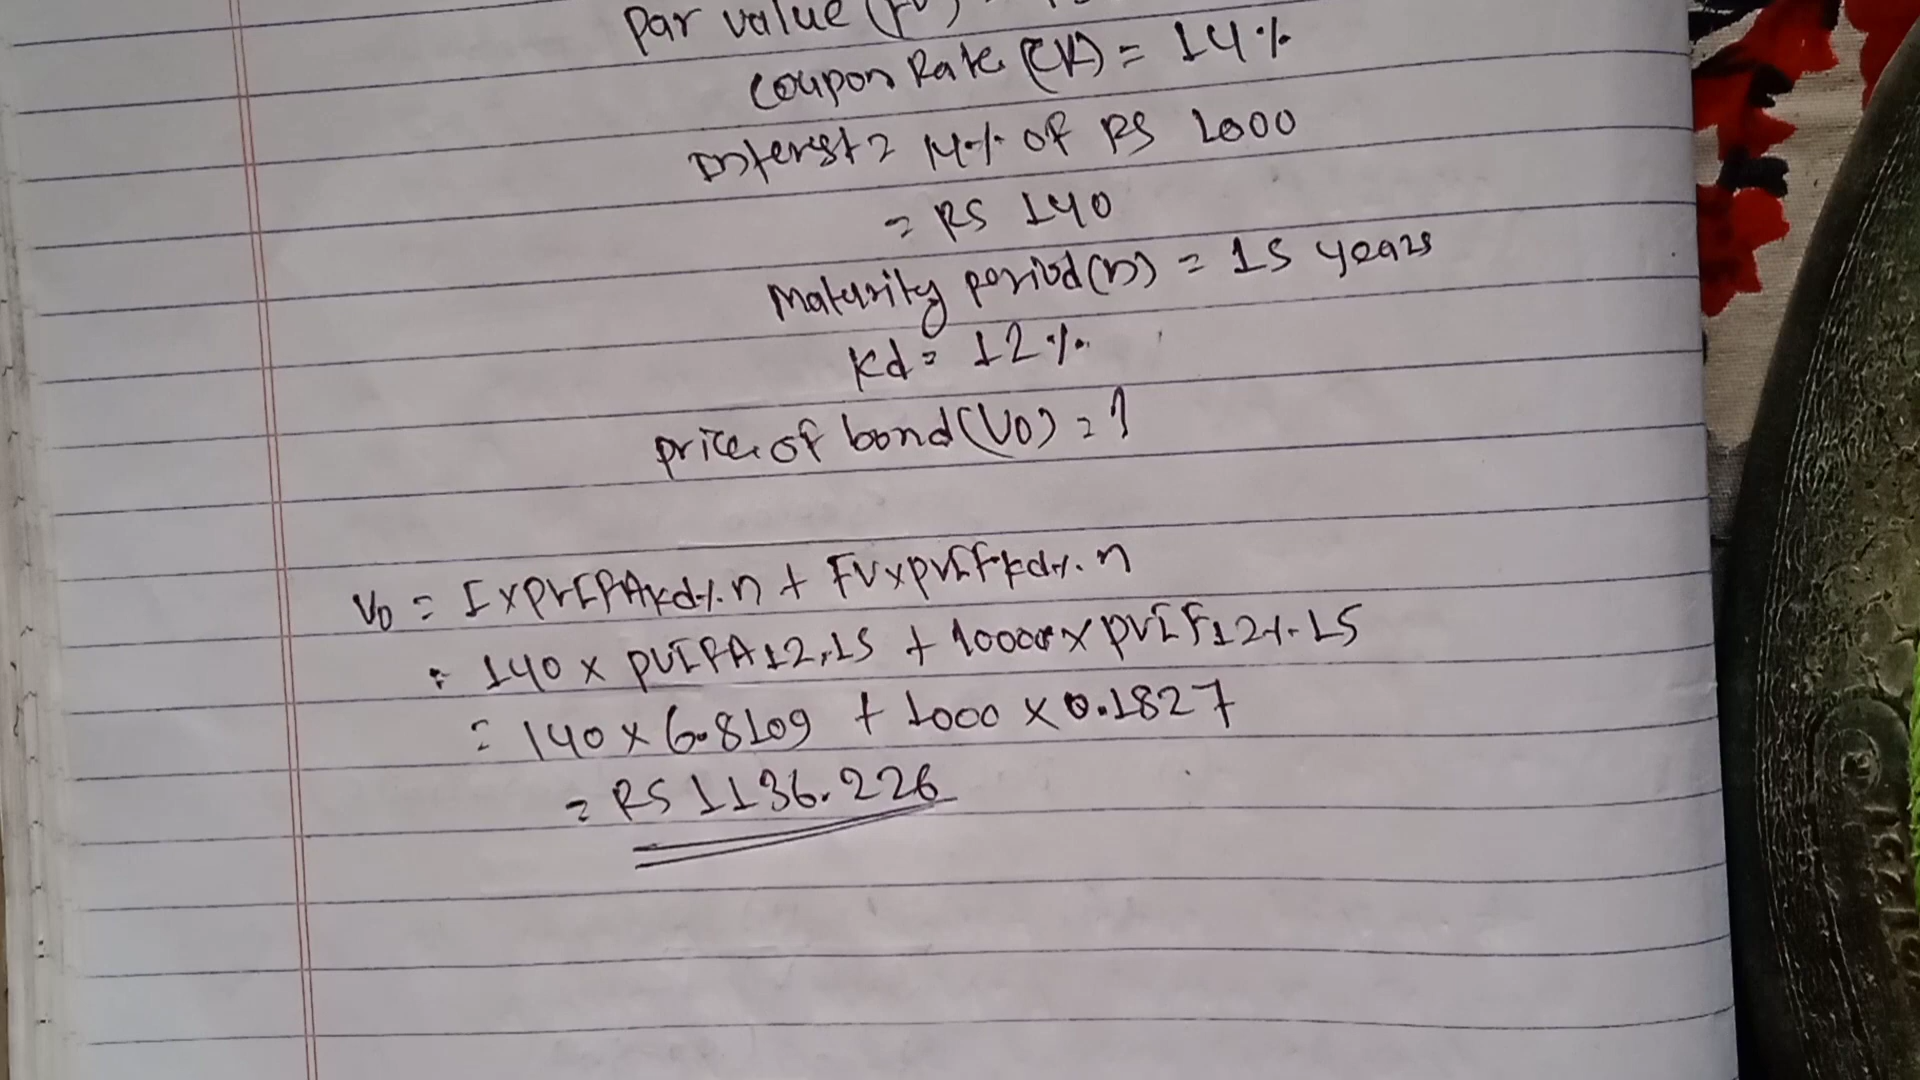 Par value (FV)
Coupon Rate (CR) = 14%
Interest = 14% of RS 1000
= RS 140
Maturity period(n) = 15 years
Kd = 12%
price of bond(V0) = ?
V0 = I x PVIFAkd%.n + FVxPVIFkd%.n
= 140 x PVIFA12,15 + 1000 x PVIF12%.15
= 140 x 6.8109 + 1000 x 0.1827
= RS 1136.226